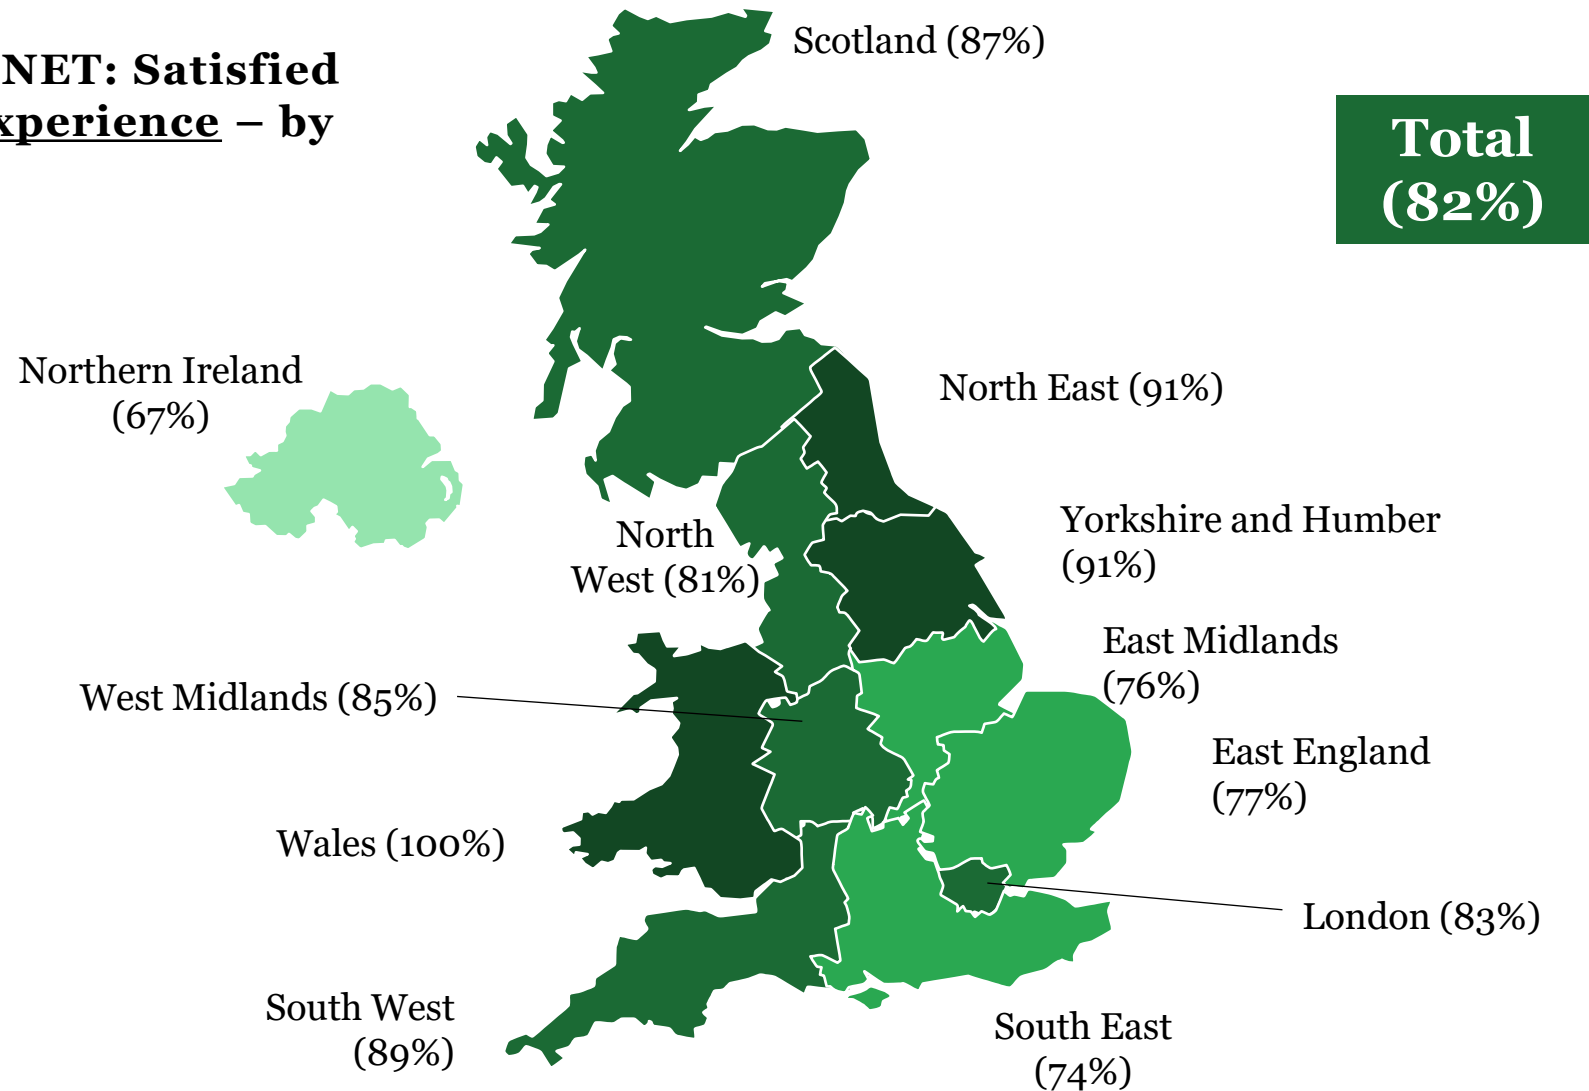 NET: Satisfied
xperience – by
Scotland (87%)
Total
(82%)
Northern Ireland
(67%)
North East (91%)
North
West (81%)
Yorkshire and Humber
(91%)
East Midlands
(76%)
West Midlands (85%)
East England
(77%)
Wales (100%)
London (83%)
South West
(89%)
South East
(74%)